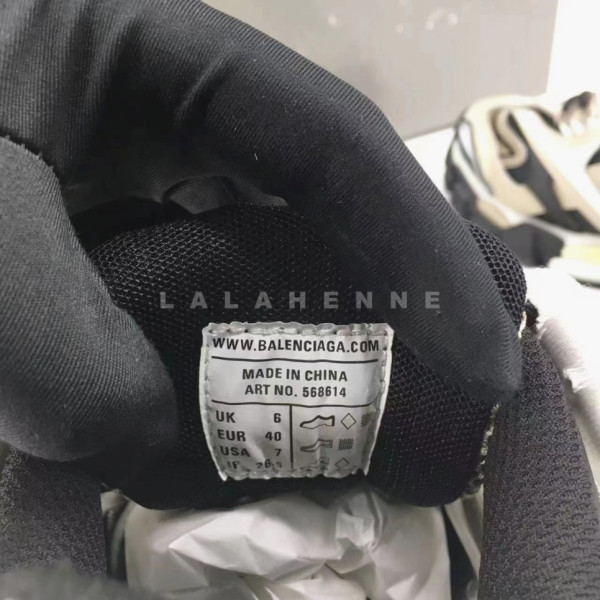 LALAHENNE
WWW.BALENCIAGA.COM
MADE IN CHINA
ART NO. 568614
UK 6
EUR 40
USA 7